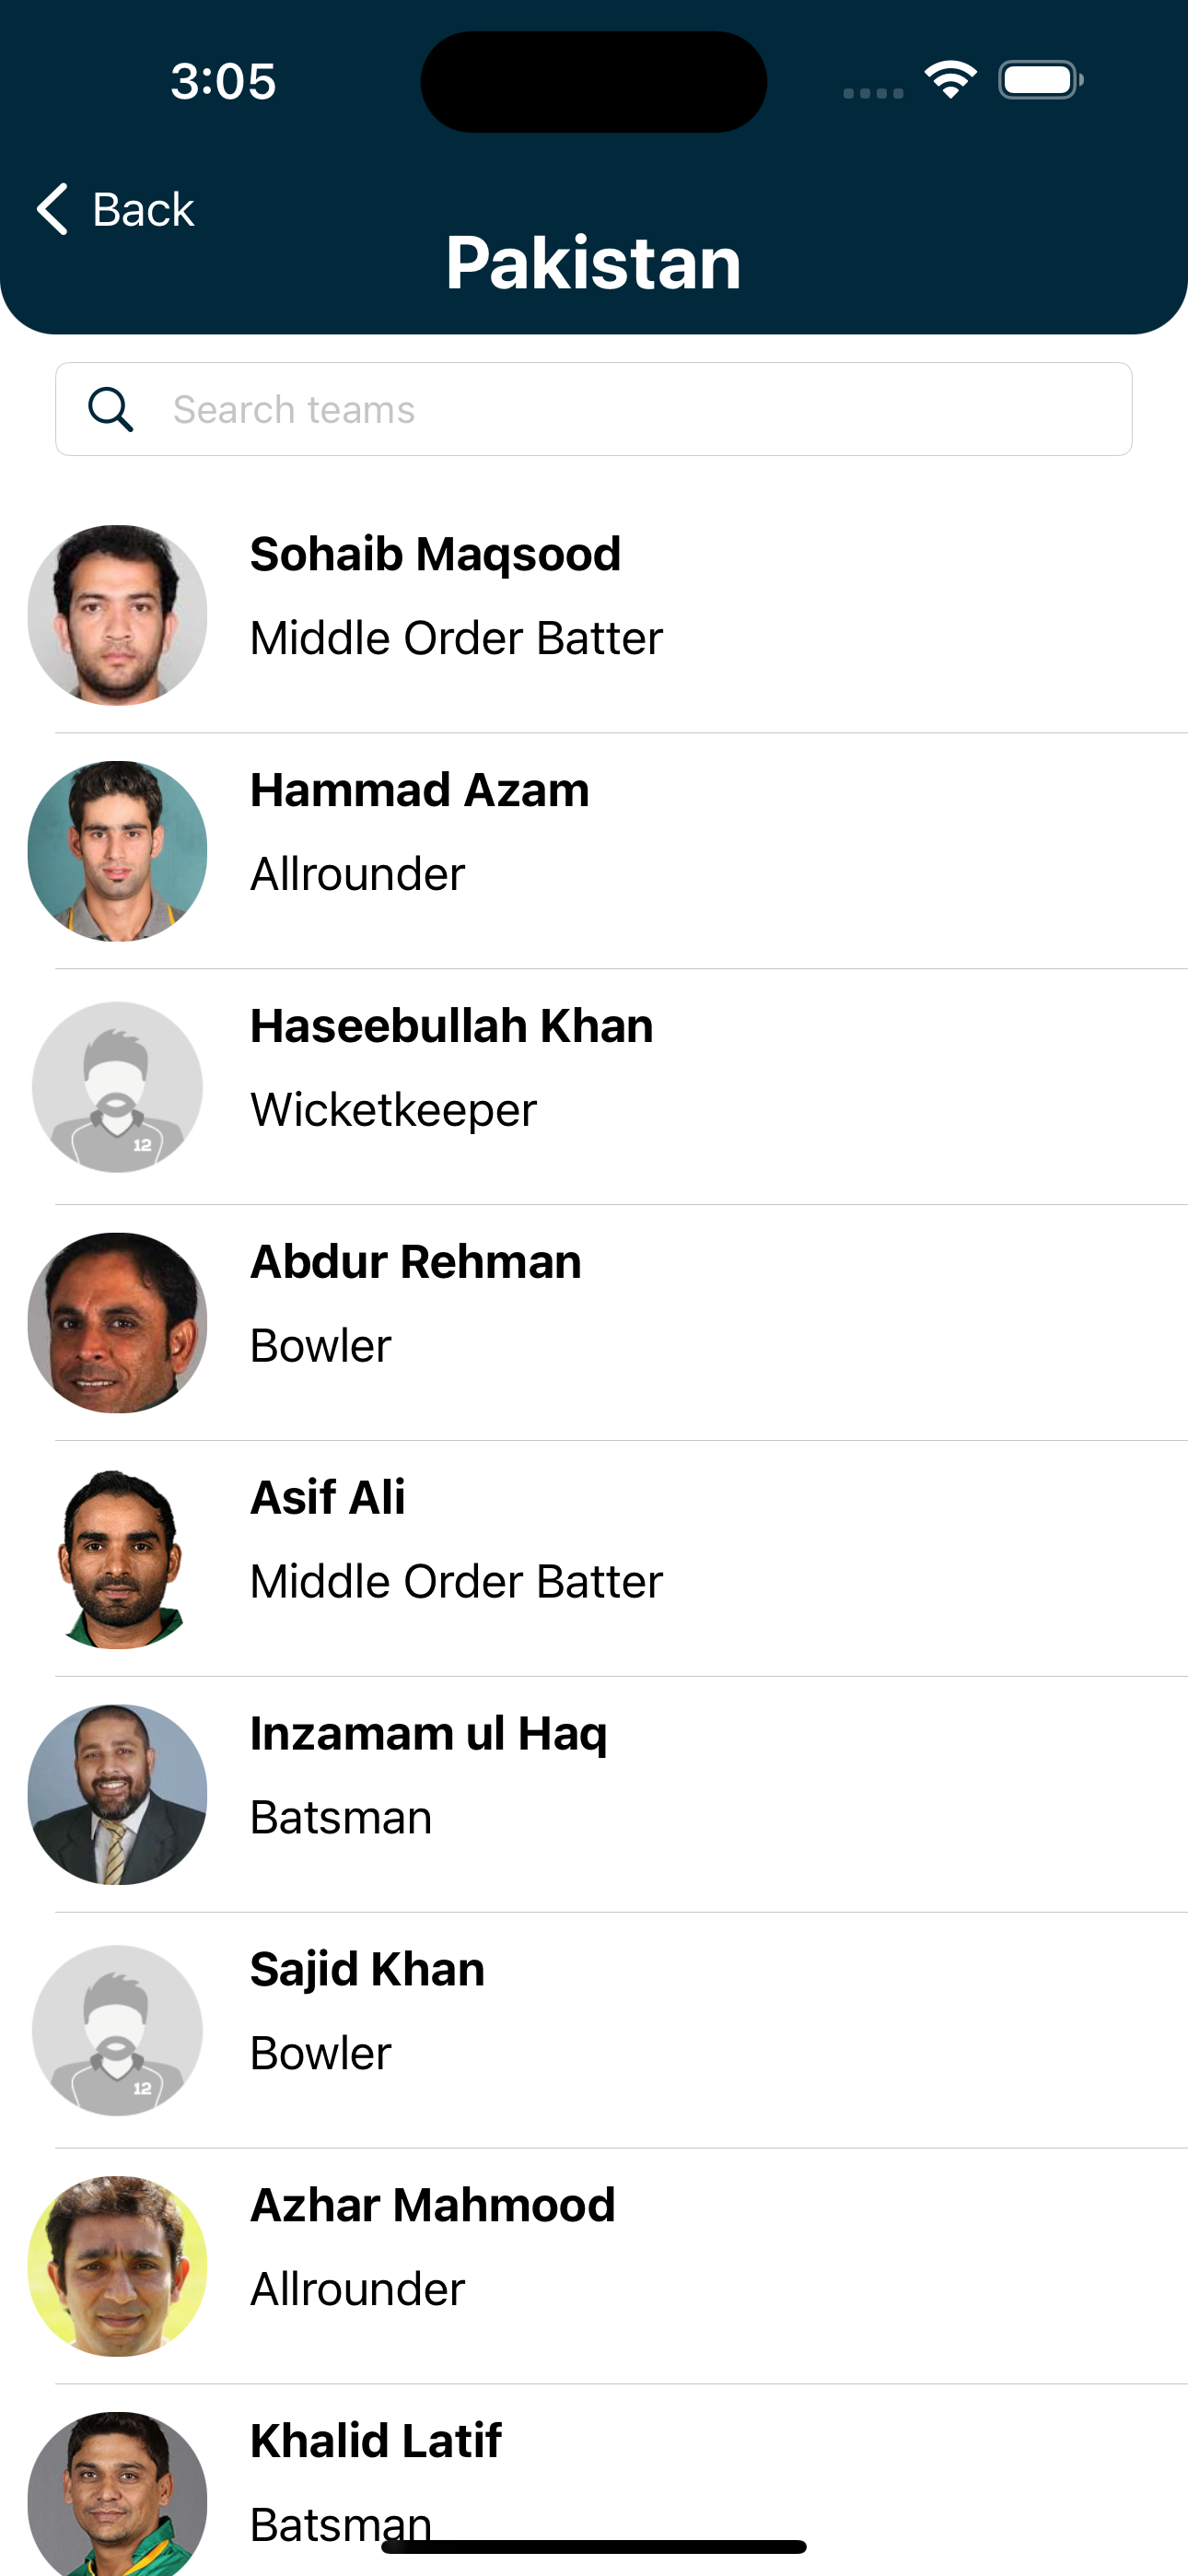 3:05
Back
Pakistan
Search teams
Sohaib Maqsood
Middle Order Batter
Hammad Azam
Allrounder
Haseebullah Khan
Wicketkeeper
12
Abdur Rehman
Bowler
Asif Ali
Middle Order Batter
Inzamam ul Haq
Batsman
Sajid Khan
Bowler
12
Azhar Mahmood
Allrounder
Khalid Latif
Batsman